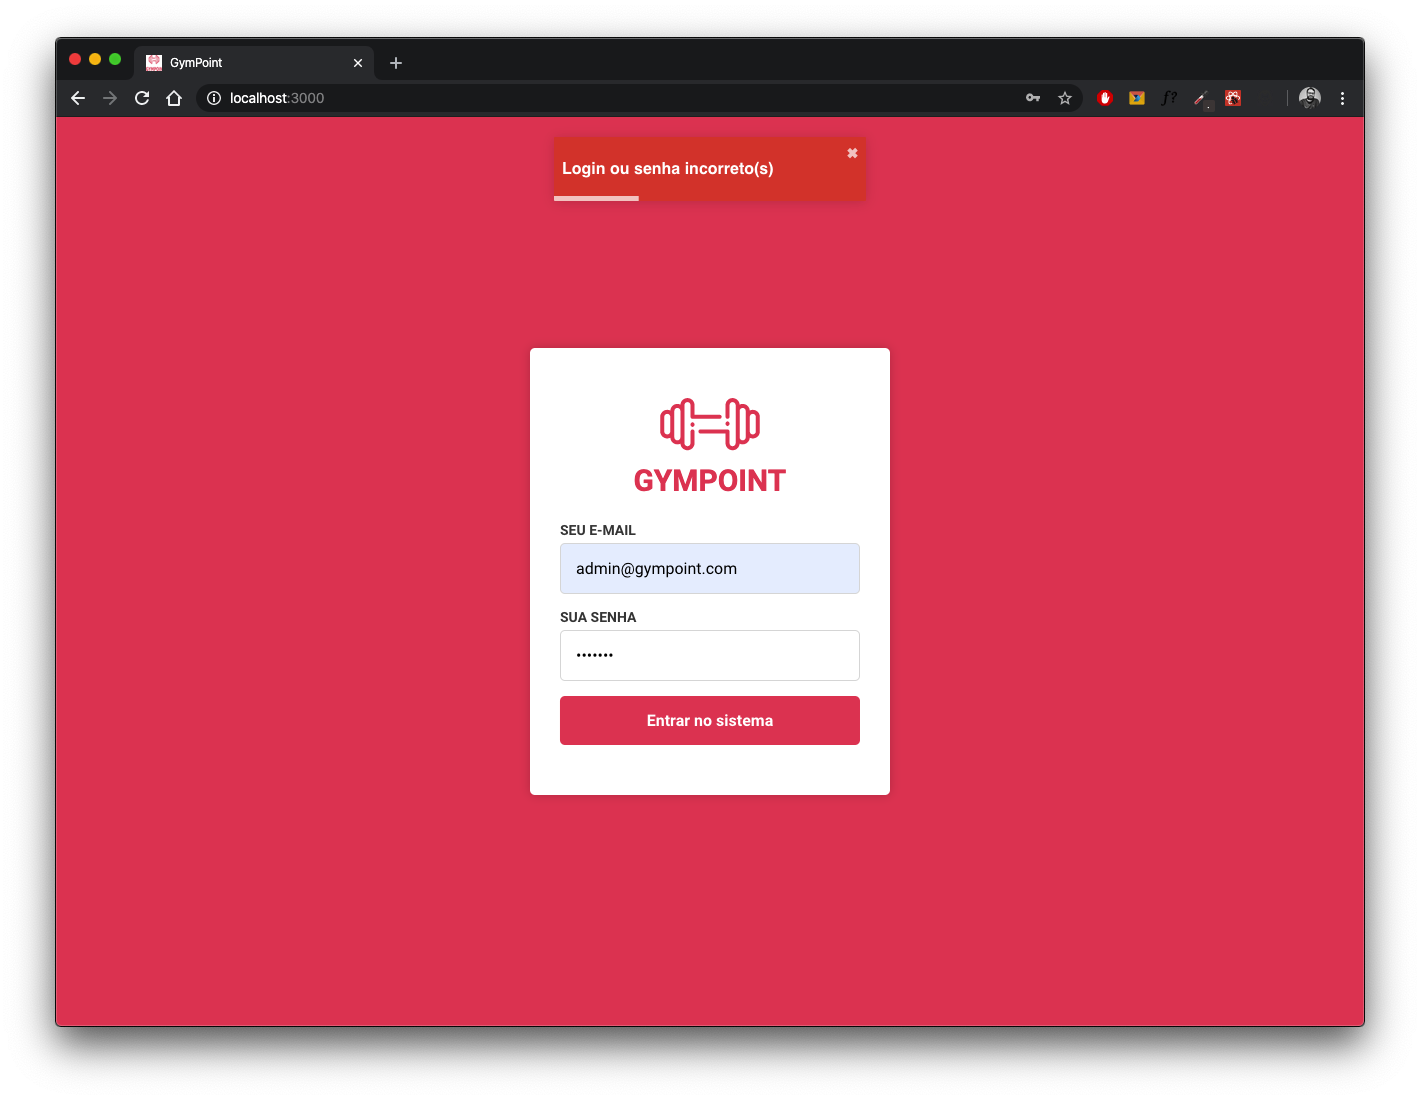 GymPoint
localhost:3000
f?
Login ou senha incorreto(s)
GYMPOINT
SEU E-MAIL
admin@gympoint.com
SUA SENHA
•••••••
Entrar no sistema